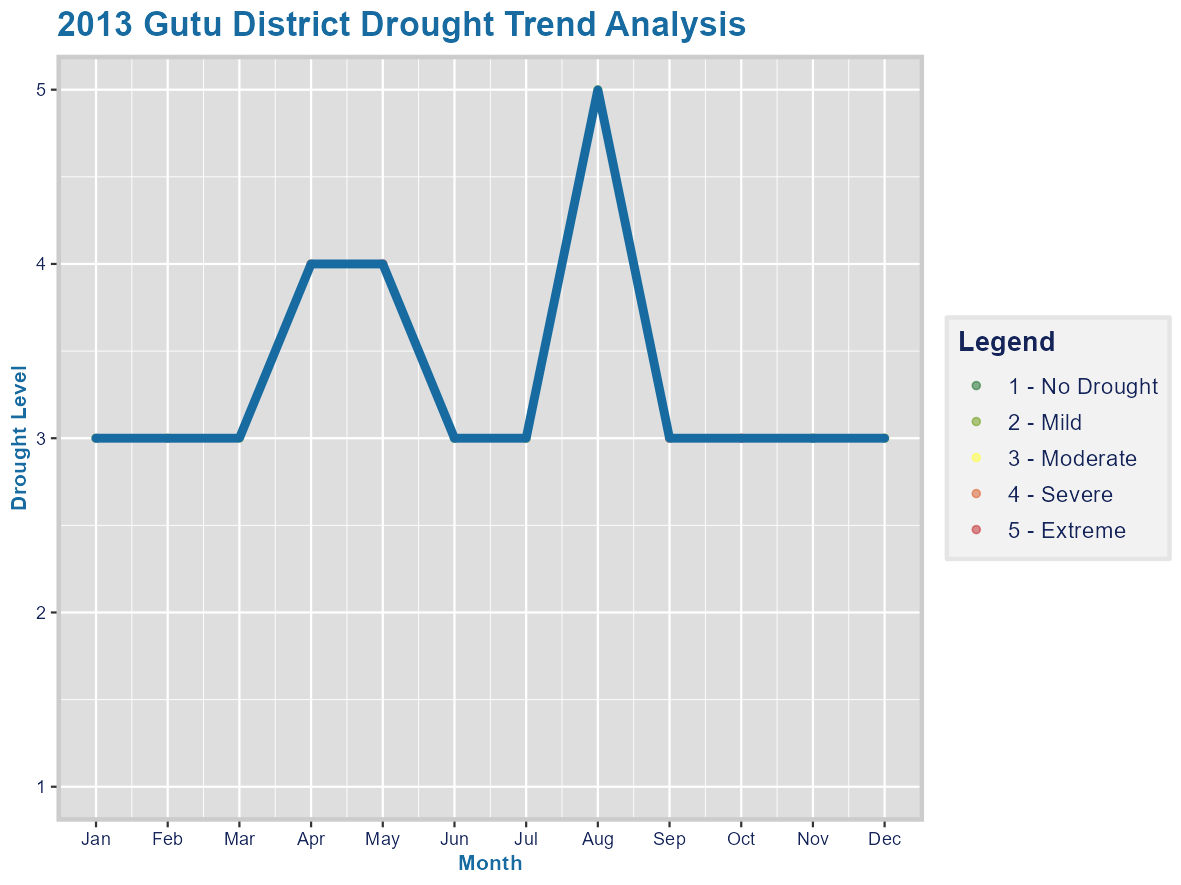 2013 Gutu District Drought Trend Analysis
Drought Level
5
4
3
2
1
Jan Feb Mar Apr May Jun Jul Aug Sep Oct Nov Dec
Month
Legend
1 - No Drought
2 - Mild
3 - Moderate
4 - Severe
5 - Extreme